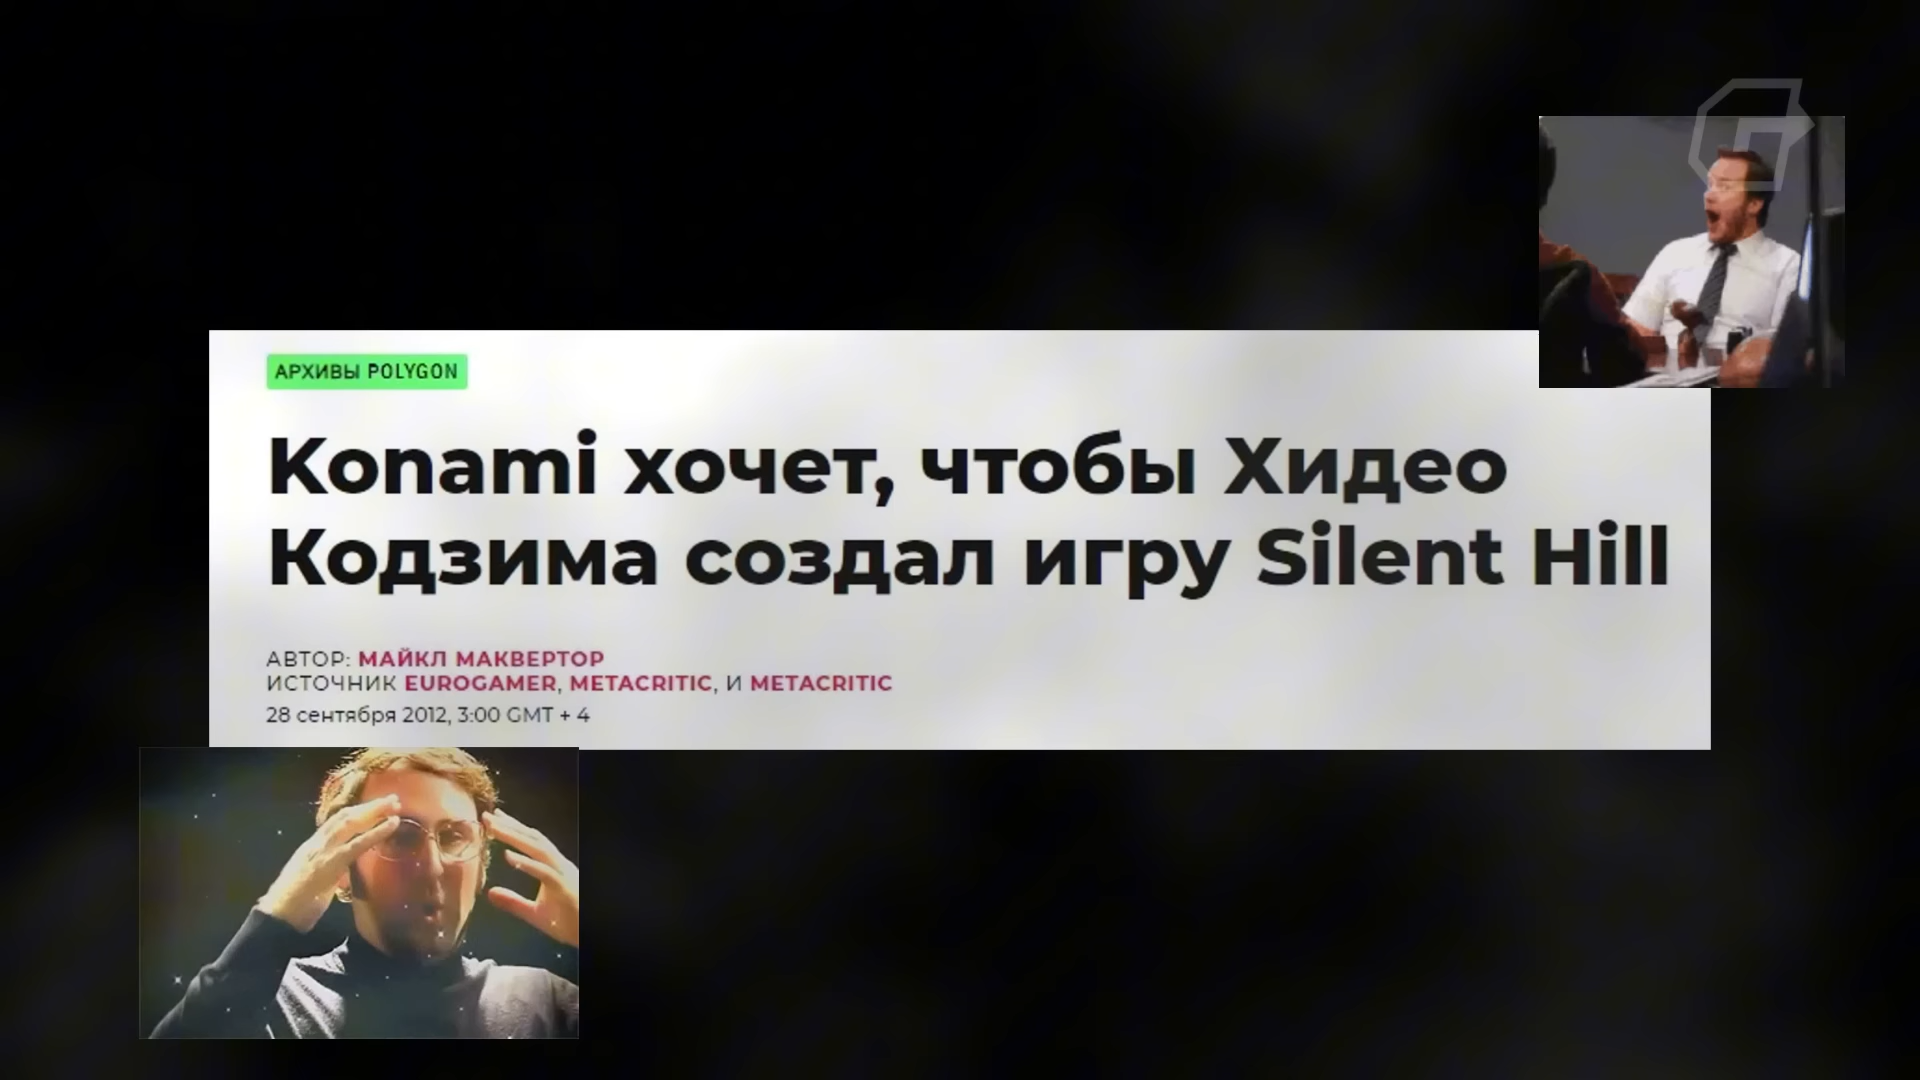 АРХИВЫ POLYGON
Konami хочет, чтобы Хидео
Кодзима создал игру Silent Hill
АВТОР: МАЙКЛ МАКВЕРТОР
ИСТОЧНИК EUROGAMER, METACRITIC, И METACRITIC
28 сентября 2012, 3:00 GMT + 4